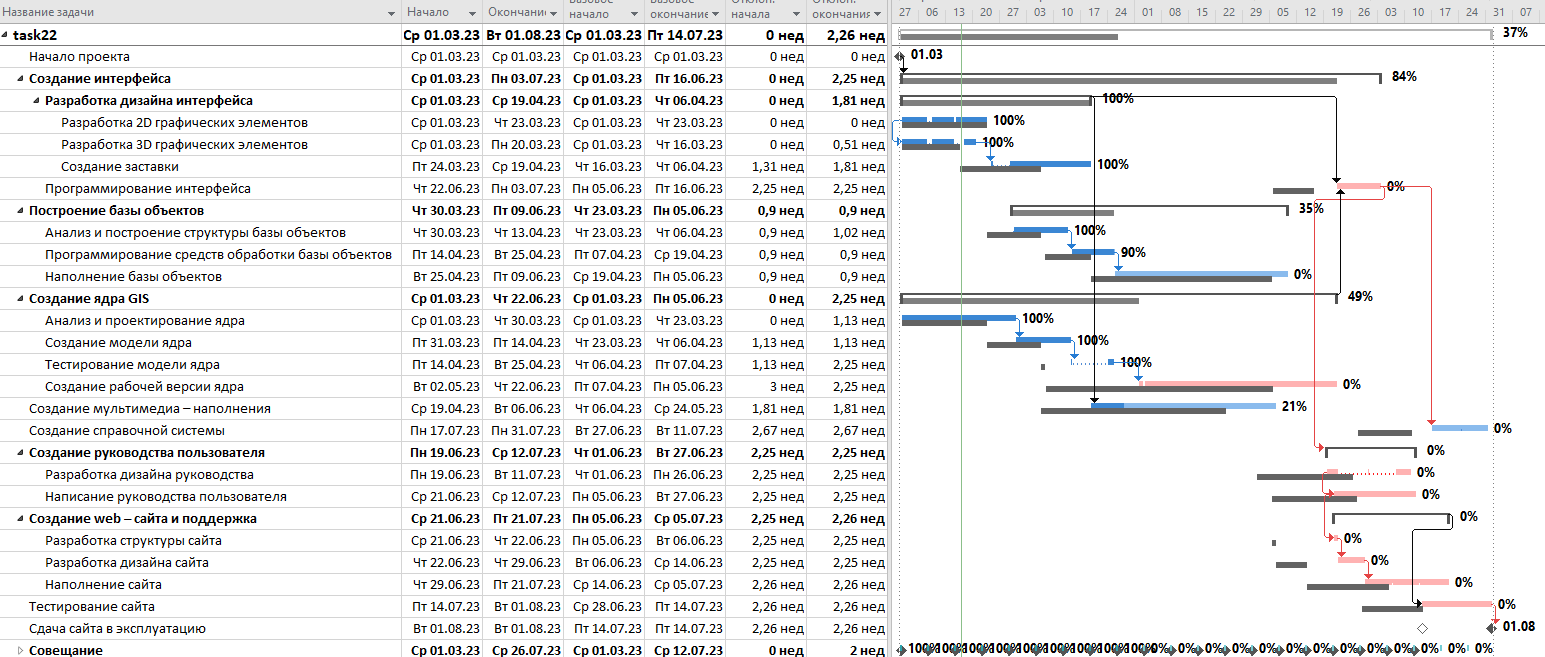 Название задачи Начало Окончание Базовое начало Базовое окончание Отклон. начала Отклон. окончания 27 06 13 20 27 03 10 17 24 01 08 15 22 29 05 12 19 26 03 10 17 24 31 07
task22 Ср 01.03.23 Вт 01.08.23 Ср 01.03.23 Пт 14.07.23 0 нед 2,26 нед 37%
Начало проекта Ср 01.03.23 Ср 01.03.23 Ср 01.03.23 Ср 01.03.23 0 нед 0 нед 01.03
Создание интерфейса Ср 01.03.23 Пн 03.07.23 Ср 01.03.23 Пт 16.06.23 0 нед 2,25 нед 84%
Разработка дизайна интерфейса Ср 01.03.23 Ср 19.04.23 Ср 01.03.23 Чт 06.04.23 0 нед 1,81 нед 100%
Разработка 2D графических элементов Ср 01.03.23 Чт 23.03.23 Ср 01.03.23 Чт 23.03.23 0 нед 0 нед 100%
Разработка 3D графических элементов Ср 01.03.23 Пн 20.03.23 Ср 01.03.23 Чт 16.03.23 0 нед 0,51 нед 100%
Создание заставки Пт 24.03.23 Ср 19.04.23 Чт 16.03.23 Чт 06.04.23 1,31 нед 1,81 нед 100%
Программирование интерфейса Чт 22.06.23 Пн 03.07.23 Пн 05.06.23 Пт 16.06.23 2,25 нед 2,25 нед 0%
Построение базы объектов Чт 30.03.23 Пт 09.06.23 Чт 23.03.23 Пн 05.06.23 0,9 нед 0,9 нед 35%
Анализ и построение структуры базы объектов Чт 30.03.23 Чт 13.04.23 Чт 23.03.23 Чт 06.04.23 0,9 нед 1,02 нед 100%
Программирование средств обработки базы объектов Пт 14.04.23 Вт 25.04.23 Пт 07.04.23 Ср 19.04.23 0,9 нед 0,9 нед 90%
Наполнение базы объектов Вт 25.04.23 Пт 09.06.23 Ср 19.04.23 Пн 05.06.23 0,9 нед 0,9 нед 0%
Создание ядра GIS Ср 01.03.23 Чт 22.06.23 Ср 01.03.23 Пн 05.06.23 0 нед 2,25 нед 49%
Анализ и проектирование ядра Ср 01.03.23 Чт 30.03.23 Ср 01.03.23 Чт 23.03.23 0 нед 1,13 нед 100%
Создание модели ядра Пт 31.03.23 Пт 14.04.23 Чт 23.03.23 Чт 06.04.23 1,13 нед 1,13 нед 100%
Тестирование модели ядра Пт 14.04.23 Вт 25.04.23 Чт 06.04.23 Пт 07.04.23 1,13 нед 2,25 нед 100%
Создание рабочей версии ядра Вт 02.05.23 Чт 22.06.23 Пт 07.04.23 Пн 05.06.23 3 нед 2,25 нед 0%
Создание мультимедиа – наполнения Ср 19.04.23 Вт 06.06.23 Чт 06.04.23 Ср 24.05.23 1,81 нед 1,81 нед 21%
Создание справочной системы Пн 17.07.23 Пн 31.07.23 Вт 27.06.23 Вт 11.07.23 2,67 нед 2,67 нед 0%
Создание руководства пользователя Пн 19.06.23 Ср 12.07.23 Чт 01.06.23 Вт 27.06.23 2,25 нед 2,25 нед 0%
Разработка дизайна руководства Пн 19.06.23 Вт 11.07.23 Чт 01.06.23 Пн 26.06.23 2,25 нед 2,25 нед 0%
Написание руководства пользователя Ср 21.06.23 Ср 12.07.23 Пн 05.06.23 Вт 27.06.23 2,25 нед 2,25 нед 0%
Создание web – сайта и поддержка Ср 21.06.23 Пт 21.07.23 Пн 05.06.23 Ср 05.07.23 2,25 нед 2,26 нед 0%
Разработка структуры сайта Ср 21.06.23 Чт 22.06.23 Пн 05.06.23 Вт 06.06.23 2,25 нед 2,25 нед 0%
Разработка дизайна сайта Чт 22.06.23 Чт 29.06.23 Вт 06.06.23 Ср 14.06.23 2,25 нед 2,25 нед 0%
Наполнение сайта Чт 29.06.23 Пт 21.07.23 Ср 14.06.23 Ср 05.07.23 2,26 нед 2,26 нед 0%
Тестирование сайта Пт 14.07.23 Вт 01.08.23 Ср 28.06.23 Пт 14.07.23 2,26 нед 2,26 нед 0%
Сдача сайта в эксплуатацию Вт 01.08.23 Вт 01.08.23 Пт 14.07.23 Пт 14.07.23 2,26 нед 2,26 нед 01.08
Совещание Ср 01.03.23 Ср 26.07.23 Ср 01.03.23 Ср 12.07.23 0 нед 2 нед 100% 100% 100% 100% 100% 100% 100% 100% 100% 0% 0% 0% 0% 0% 0% 0% 0% 0% 0% 0% 0% 0%